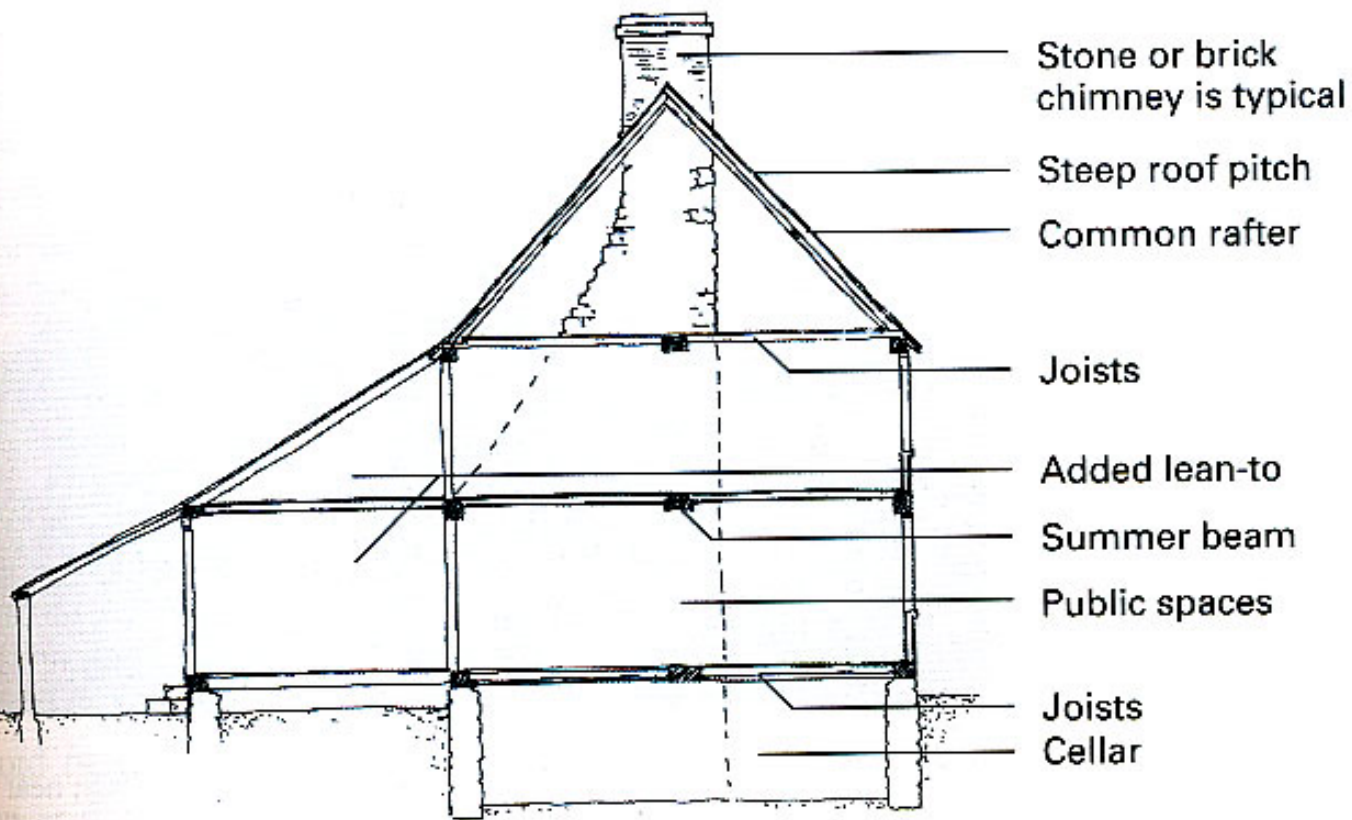 Stone or brick
chimney is typical
Steep roof pitch
Common rafter
Joists
Added lean-to
Summer beam
Public spaces
Joists
Cellar